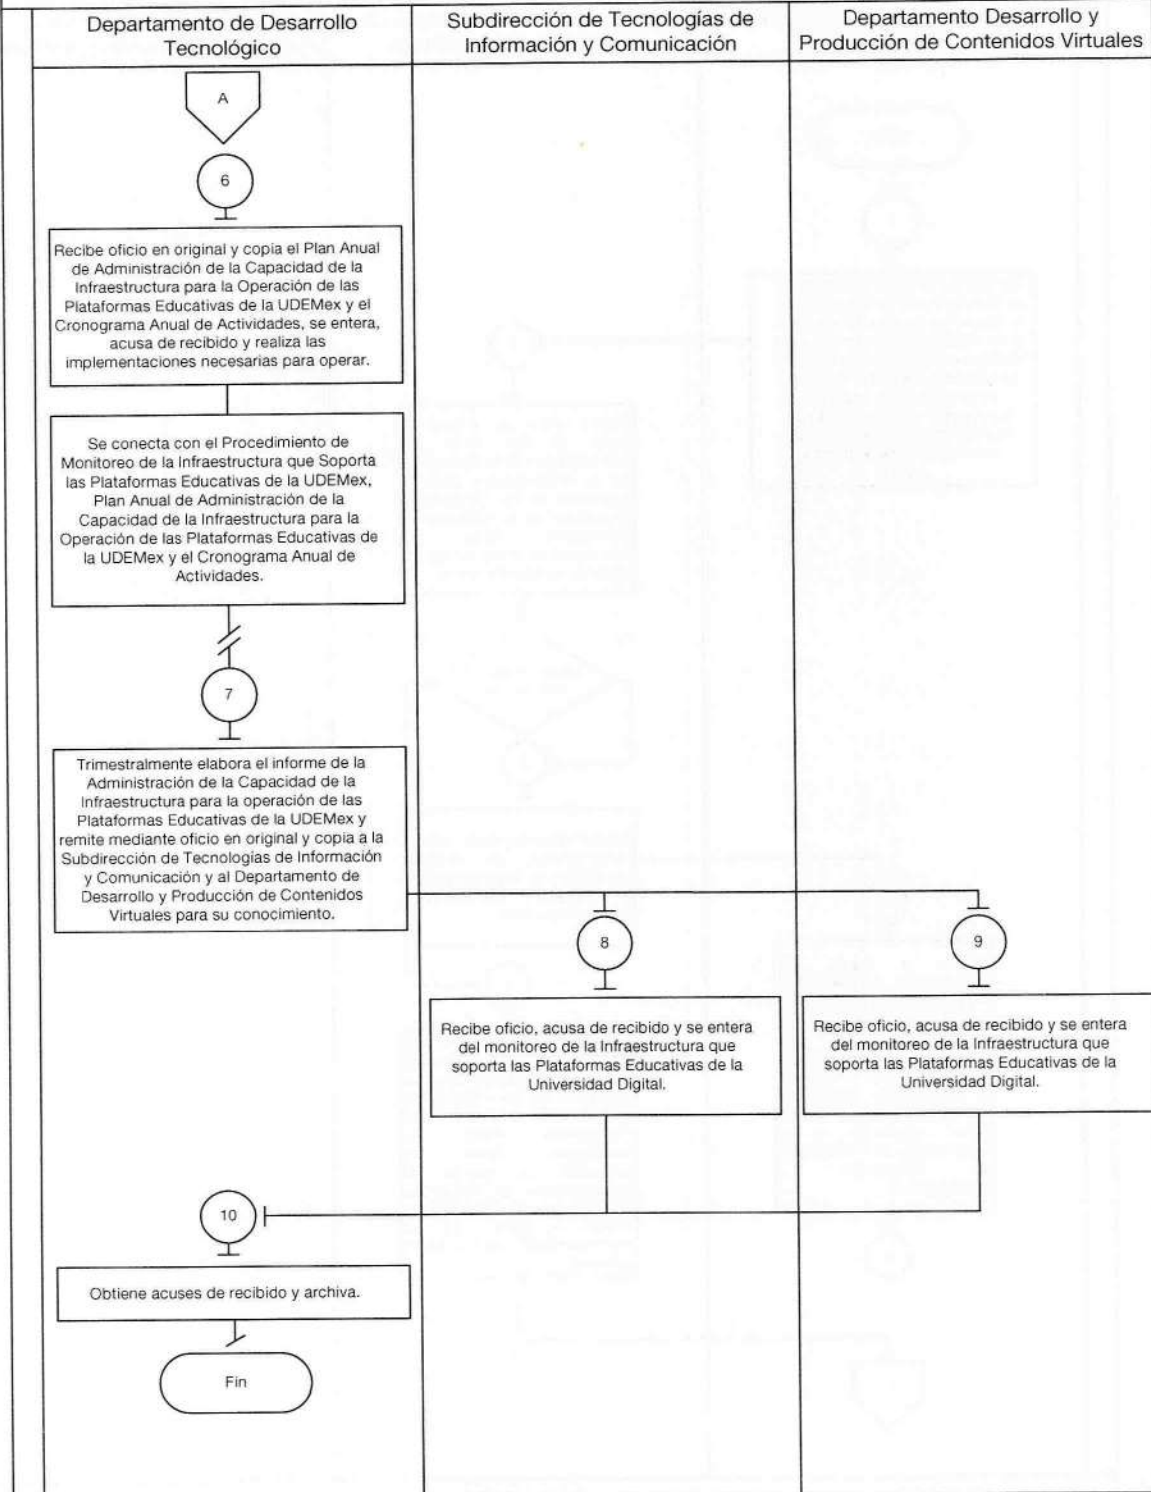 Departamento de Desarrollo
Tecnológico
Subdirección de Tecnologías de
Información y Comunicación
Departamento Desarrollo y
Producción de Contenidos Virtuales
A
6
Recibe oficio en original y copia el Plan Anual
de Administración de la Capacidad de la
Infraestructura para la Operación de las
Plataformas Educativas de la UDEMex y el
Cronograma Anual de Actividades, se entera,
acusa de recibido y realiza las
implementaciones necesarias para operar.
Se conecta con el Procedimiento de
Monitoreo de la Infraestructura que Soporta
las Plataformas Educativas de la UDEMex,
Plan Anual de Administración de la
Capacidad de la Infraestructura para la
Operación de las Plataformas Educativas de
la UDEMex y el Cronograma Anual de
Actividades.
7
Trimestralmente elabora el informe de la
Administración de la Capacidad de la
Infraestructura para la operación de las
Plataformas Educativas de la UDEMex y
remite mediante oficio en original y copia a la
Subdirección de Tecnologías de Información
y Comunicación y al Departamento de
Desarrollo y Producción de Contenidos
Virtuales para su conocimiento.
8
9
Recibe oficio, acusa de recibido y se entera
del monitoreo de la Infraestructura que
soporta las Plataformas Educativas de la
Universidad Digital.
Recibe oficio, acusa de recibido y se entera
del monitoreo de la Infraestructura que
soporta las Plataformas Educativas de la
Universidad Digital.
10
Obtiene acuses de recibido y archiva.
Fin